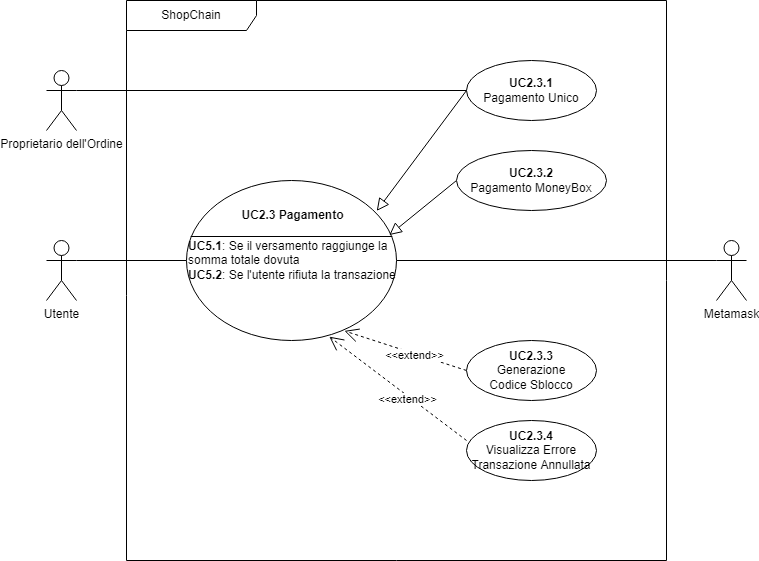 ShopChain
UC2.3.1
Pagamento Unico
Proprietario dell'Ordine
UC2.3.2
Pagamento MoneyBox
UC2.3 Pagamento
UC5.1: Se il versamento raggiunge la
somma totale dovuta
UC5.2: Se l'utente rifiuta la transazione
Utente
Metamask
<<extend>>
UC2.3.3
Generazione
Codice Sblocco
<<extend>>
UC2.3.4
Visualizza Errore
Transazione Annullata